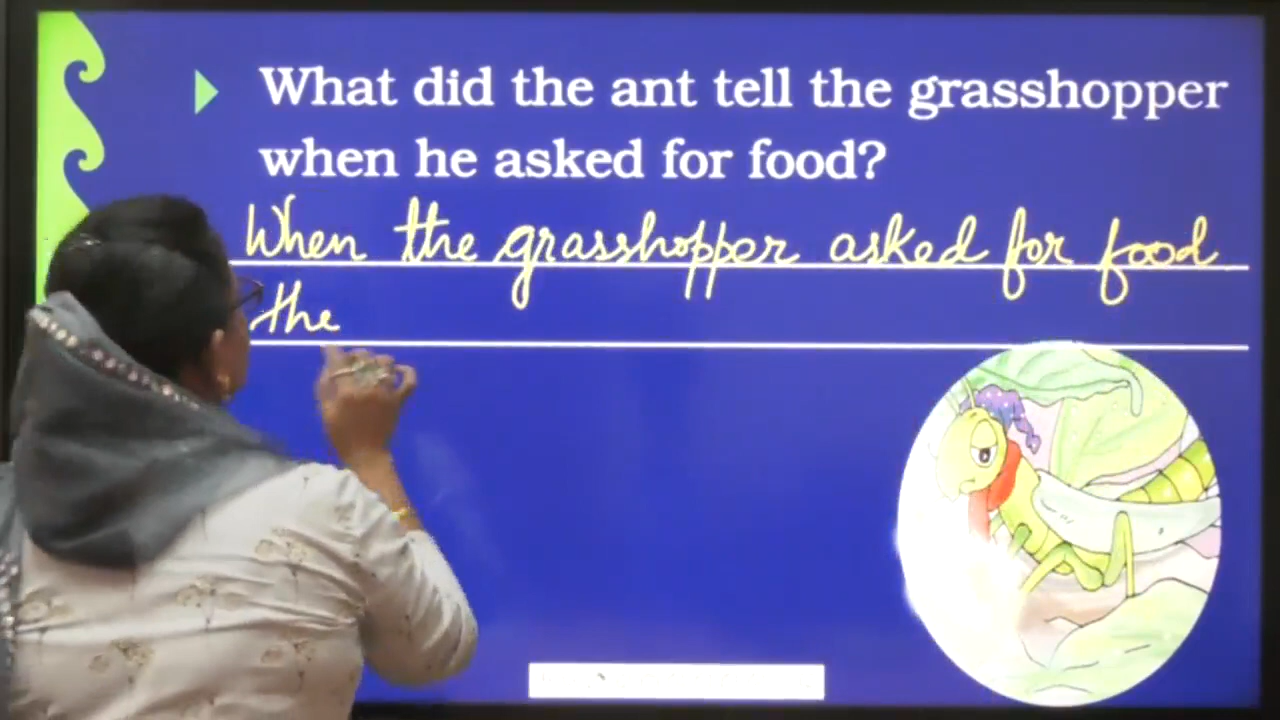 What did the ant tell the grasshopper
when he asked for food?
When the grasshopper asked for food
the